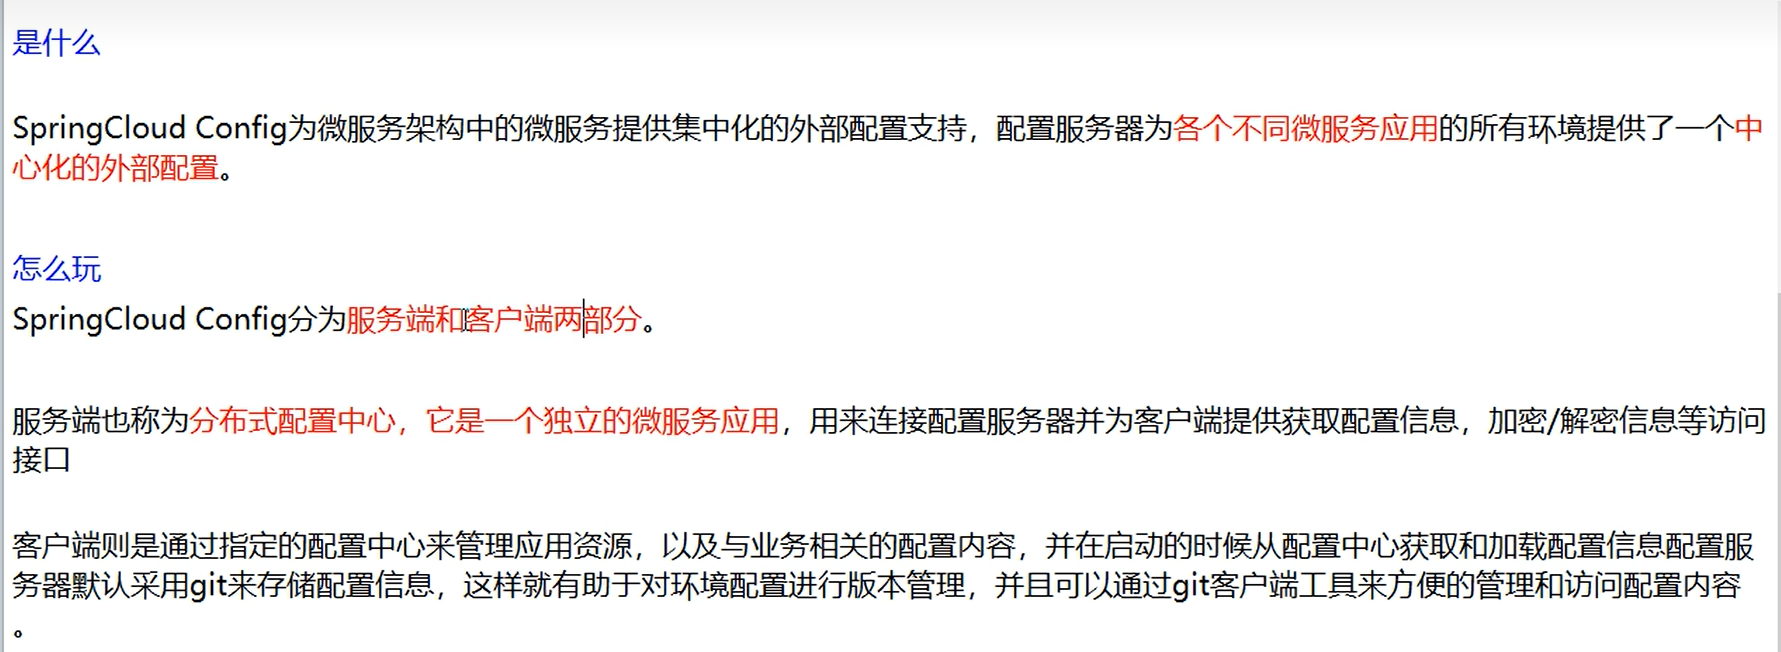 是什么
SpringCloud Config为微服务架构中的微服务提供集中化的外部配置支持，配置服务器为各个不同微服务应用的所有环境提供了一个中
心化的外部配置。
怎么玩
SpringCloud Config分为服务端和客户端两部分。
服务端也称为分布式配置中心，它是一个独立的微服务应用，用来连接配置服务器并为客户端提供获取配置信息，加密/解密信息等访问
接口
客户端则是通过指定的配置中心来管理应用资源，以及与业务相关的配置内容，并在启动的时候从配置中心获取和加载配置信息配置服
务器默认采用git来存储配置信息，这样就有助于对环境配置进行版本管理，并且可以通过git客户端工具来方便的管理和访问配置内容
。